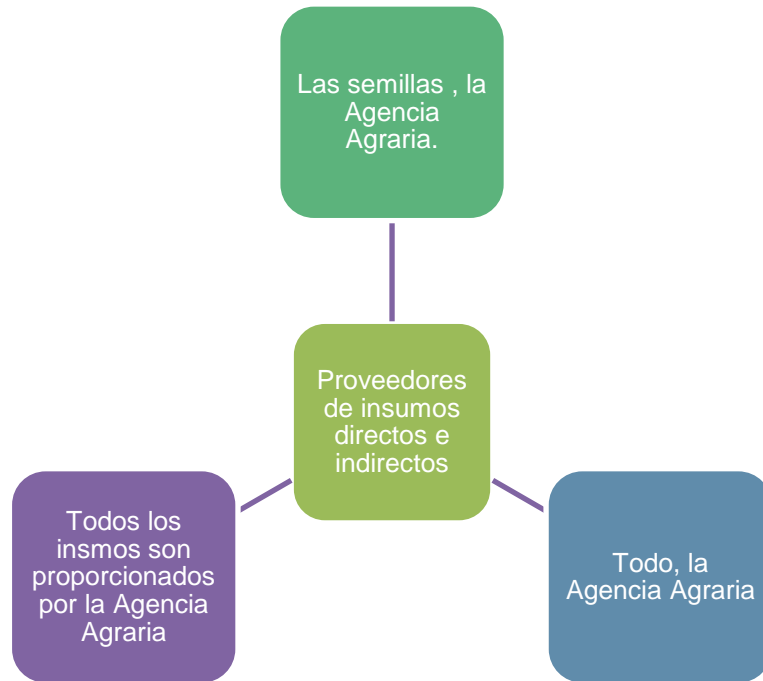 Las semillas , la
Agencia
Agraria.
Proveedores
de insumos
directos e
indirectos
Todos los
insmos son
proporcionados
por la Agencia
Agraria
Todo, la
Agencia Agraria